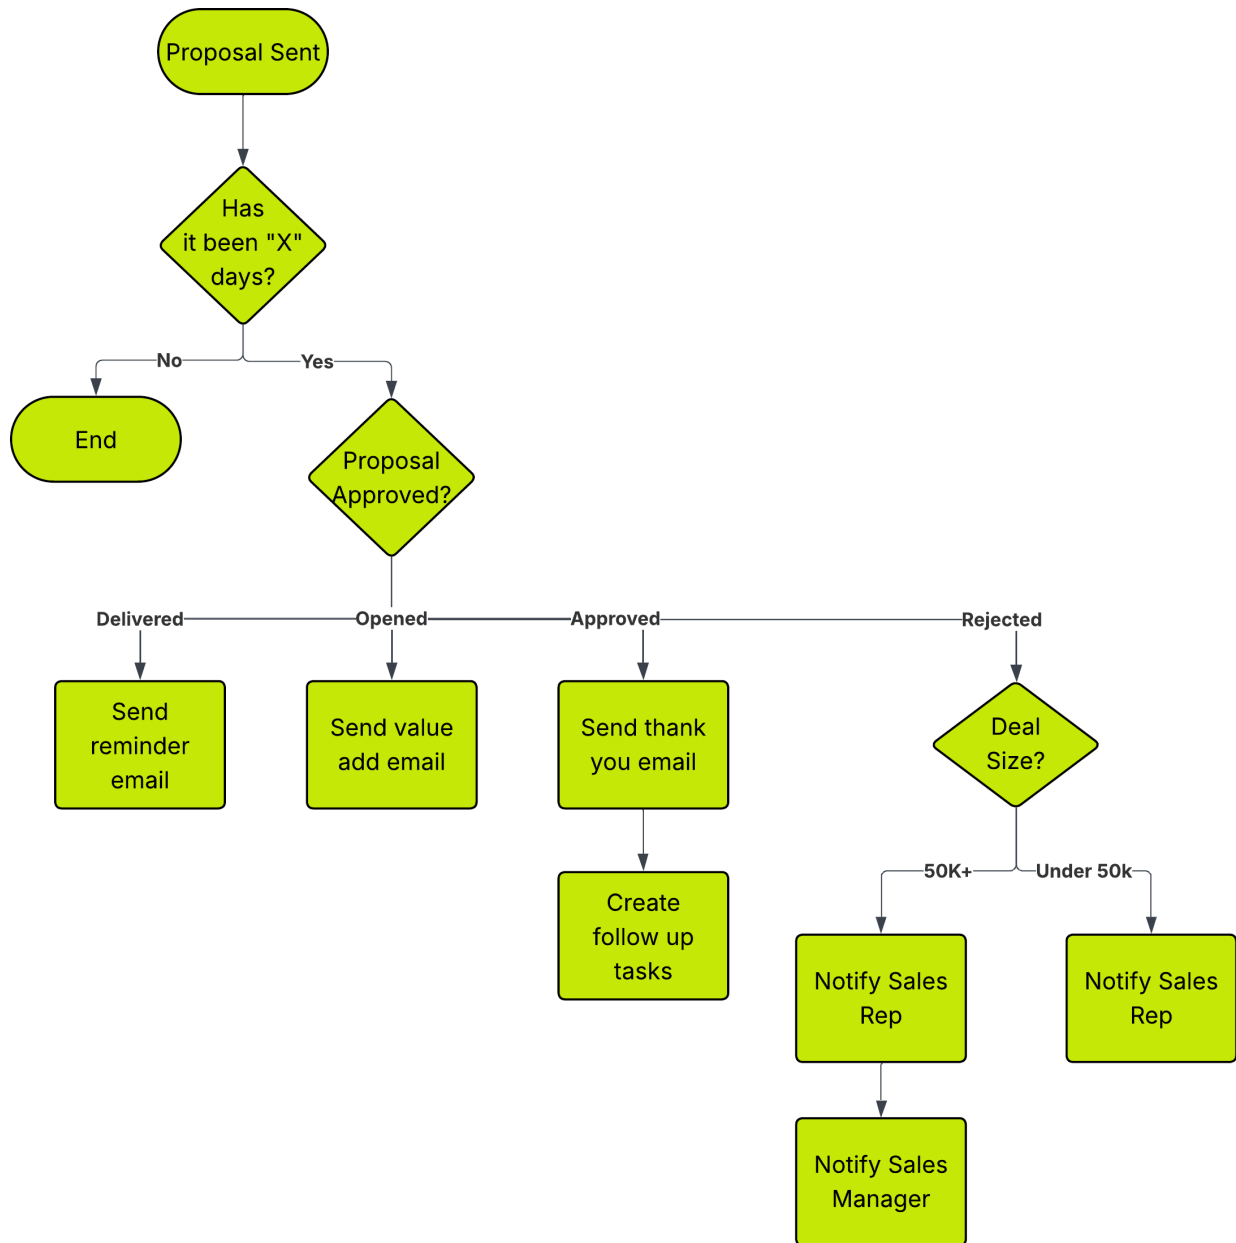 Proposal Sent
Has
it been "X"
days?
No
Yes
End
Proposal
Approved?
Delivered
Opened
Approved
Rejected
Send
reminder
email
Send value
add email
Send thank
you email
Deal
Size?
Create
follow up
tasks
50K+
Under 50k
Notify Sales
Rep
Notify Sales
Rep
Notify Sales
Manager